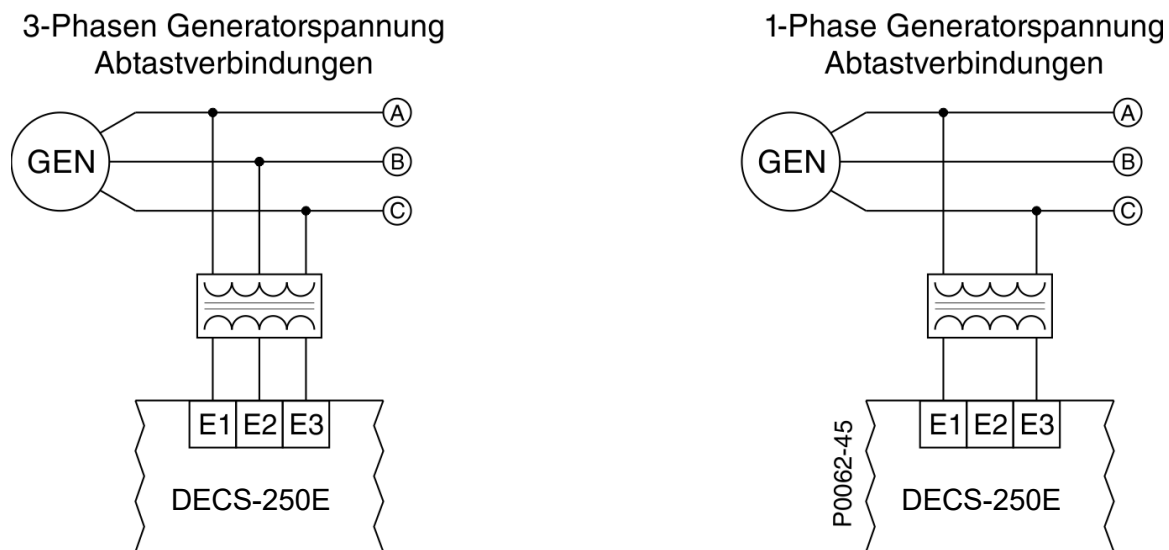 3-Phasen Generatorspannung
Abtastverbindungen
GEN
A
B
C
E1 E2 E3
DECS-250E
1-Phase Generatorspannung
Abtastverbindungen
GEN
A
B
C
E1 E2 E3
DECS-250E
P0062-45